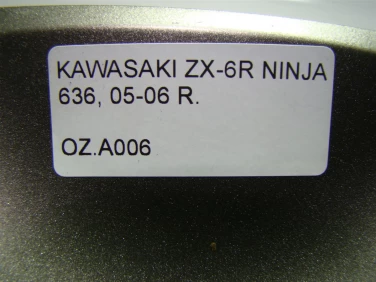 KAWASAKI ZX-6R NINJA
636, 05-06 R.
OZ.A006